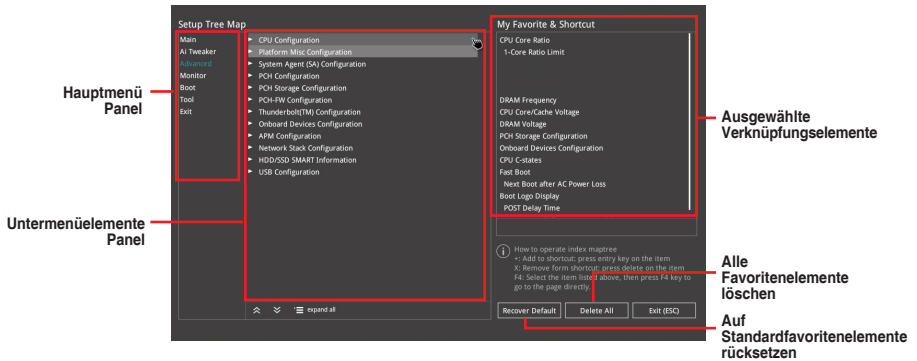 Setup Tree Map
Main
Ai Tweaker
Advanced
Monitor
Boot
Tool
Exit
CPU Configuration
Platform Misc Configuration
System Agent (SA) Configuration
PCH Configuration
PCH Storage Configuration
PCH-FW Configuration
Thunderbolt(TM) Configuration
Onboard Devices Configuration
APM Configuration
Network Stack Configuration
HDD/SSD SMART Information
USB Configuration
expand all
My Favorite & Shortcut
CPU Core Ratio
1-Core Ratio Limit
DRAM Frequency
CPU Core/Cache Voltage
DRAM Voltage
PCH Storage Configuration
Onboard Devices Configuration
CPU C-states
Fast Boot
Next Boot after AC Power Loss
Boot Logo Display
POST Delay Time
How to operate index maptree
+: Add to shortcut: press entry key on the item
X: Remove form shortcut: press delete on the item
F4: Select the item listed above, then press F4 key to
go to the page directly.
Recover Default
Delete All
Exit (ESC)
Hauptmenü
Panel
Untermenüelemente
Panel
Ausgewählte
Verknüpfungselemente
Alle
Favoritenelemente
löschen
Auf
Standardfavoritenelemente
rücksetzen